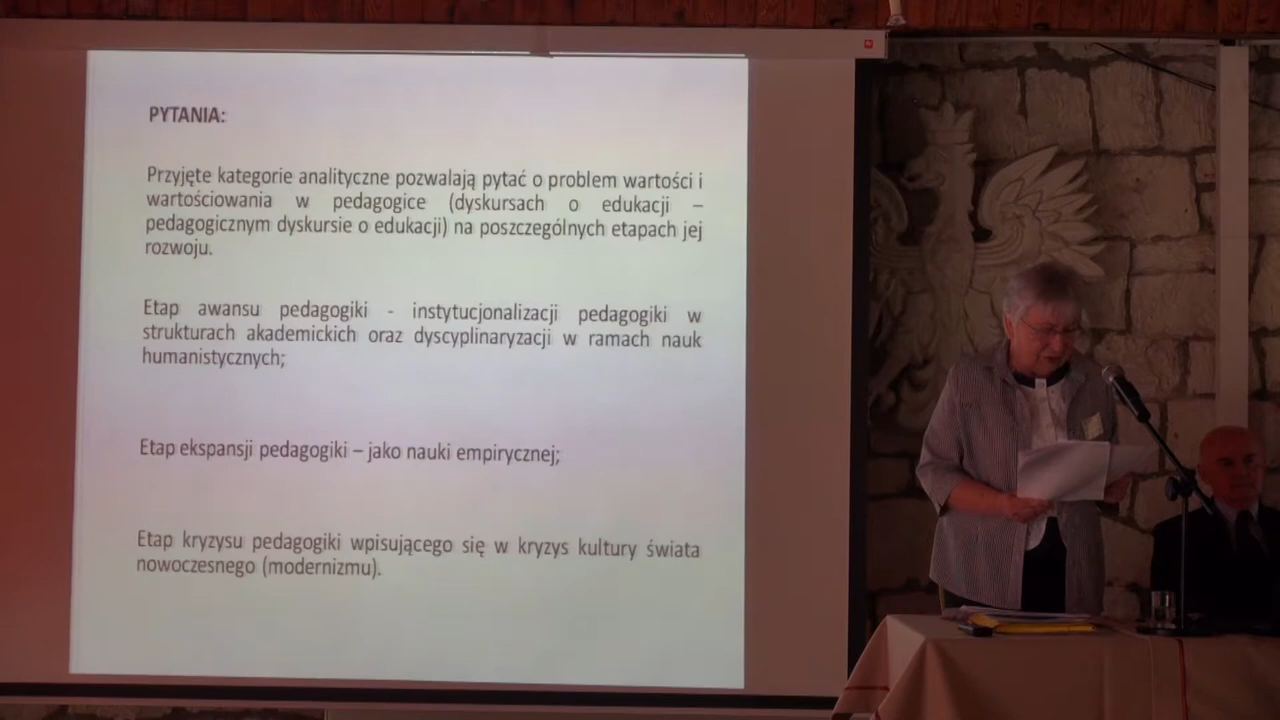 PYTANIA:
Przyjęte kategorie analityczne pozwalają pytać o problem wartości i
wartościowania w pedagogice (dyskursach o edukacji –
pedagogicznym dyskursie o edukacji) na poszczególnych etapach jej
rozwoju.
Etap awansu pedagogiki - instytucjonalizacji pedagogiki w
strukturach akademickich oraz dyscyplinaryzacji w ramach nauk
humanistycznych;
Etap ekspansji pedagogiki – jako nauki empirycznej;
Etap kryzysu pedagogiki wpisującego się w kryzys kultury świata
nowoczesnego (modernizmu).